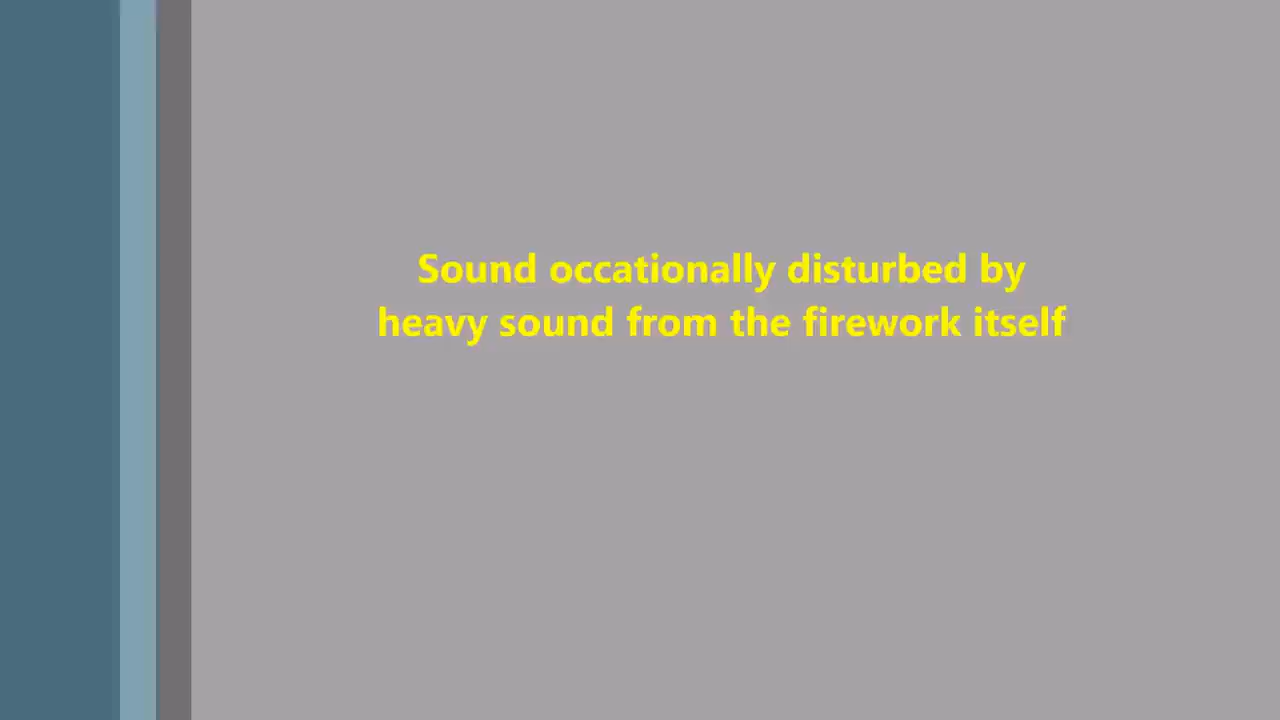 Sound occationally disturbed by
heavy sound from the firework itself